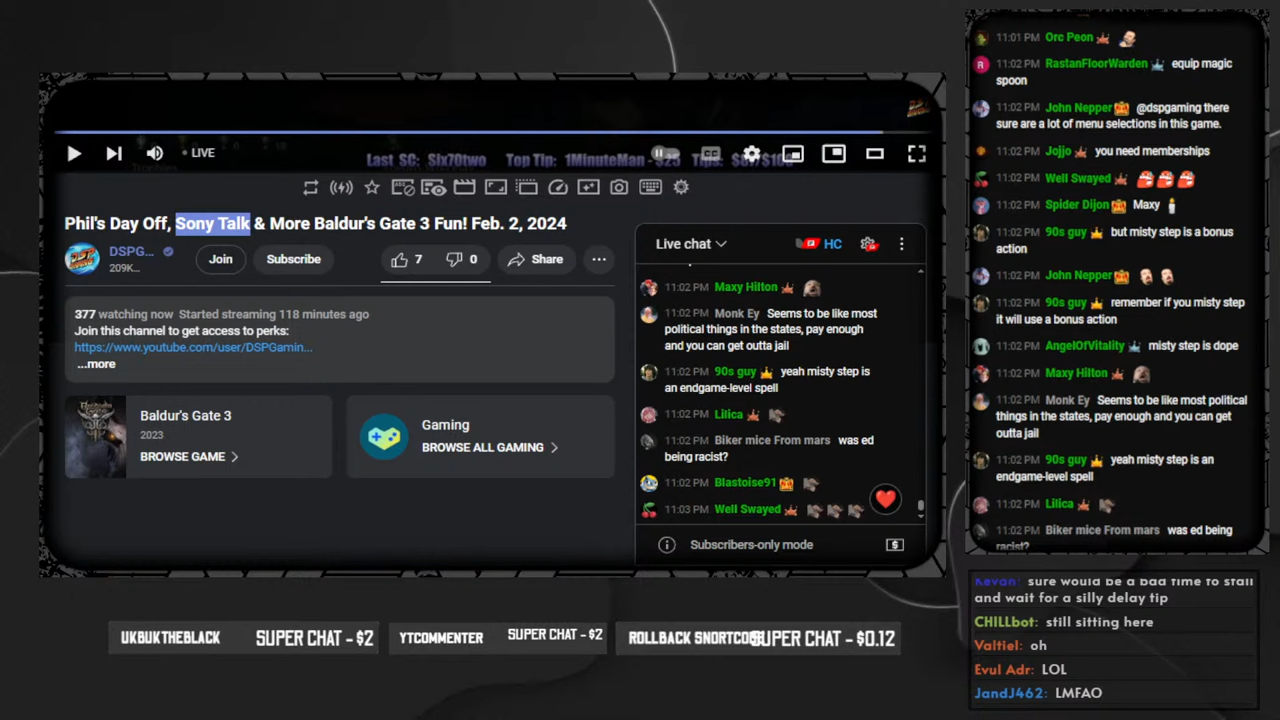 LIVE
Last SC: Six70two
Top Tip: 1MinuteMan - $25
CC
Phil's Day Off, Sony Talk & More Baldur's Gate 3 Fun! Feb. 2, 2024
DSPG...
209K...
Join
Subscribe
7
0
Share
377 watching now Started streaming 118 minutes ago
Join this channel to get access to perks:
https://www.youtube.com/user/DSPGamin...
...more
Baldur's Gate 3
2023
BROWSE GAME
Gaming
BROWSE ALL GAMING
Live chat
HC
11:02 PM Maxy Hilton
11:02 PM Monk Ey Seems to be like most
political things in the states, pay enough
and you can get outta jail
11:02 PM 90s guy yeah misty step is
an endgame-level spell
11:02 PM Lilica
11:02 PM Biker mice From mars was ed
being racist?
11:02 PM Blastoise91
11:03 PM Well Swayed
Subscribers-only mode
UKBUKTHEBLACK SUPER CHAT - $2
YTCOMMENTER SUPER CHAT - $2
ROLLBACK SUPER CHAT - $0.12
11:01 PM Orc Peon
11:02 PM RastanFloorWarden equip magic
spoon
11:02 PM John Nepper @dspgaming there
sure are a lot of menu selections in this game.
11:02 PM Jojjo you need memberships
11:02 PM Well Swayed
11:02 PM Spider Dijon Maxy
11:02 PM 90s guy but misty step is a bonus
action
11:02 PM John Nepper
11:02 PM 90s guy remember if you misty step
it will use a bonus action
11:02 PM AngelOfVitality misty step is dope
11:02 PM Maxy Hilton
11:02 PM Monk Ey Seems to be like most political
things in the states, pay enough and you can get
outta jail
11:02 PM 90s guy yeah misty step is an
endgame-level spell
11:02 PM Lilica
11:02 PM Biker mice From mars was ed being
racist?
Kevan: sure would be a bad time to stall
and wait for a silly delay tip
CHILLbot: still sitting here
Valtiel: oh
Evul Adr: LOL
JandJ462: LMFAO